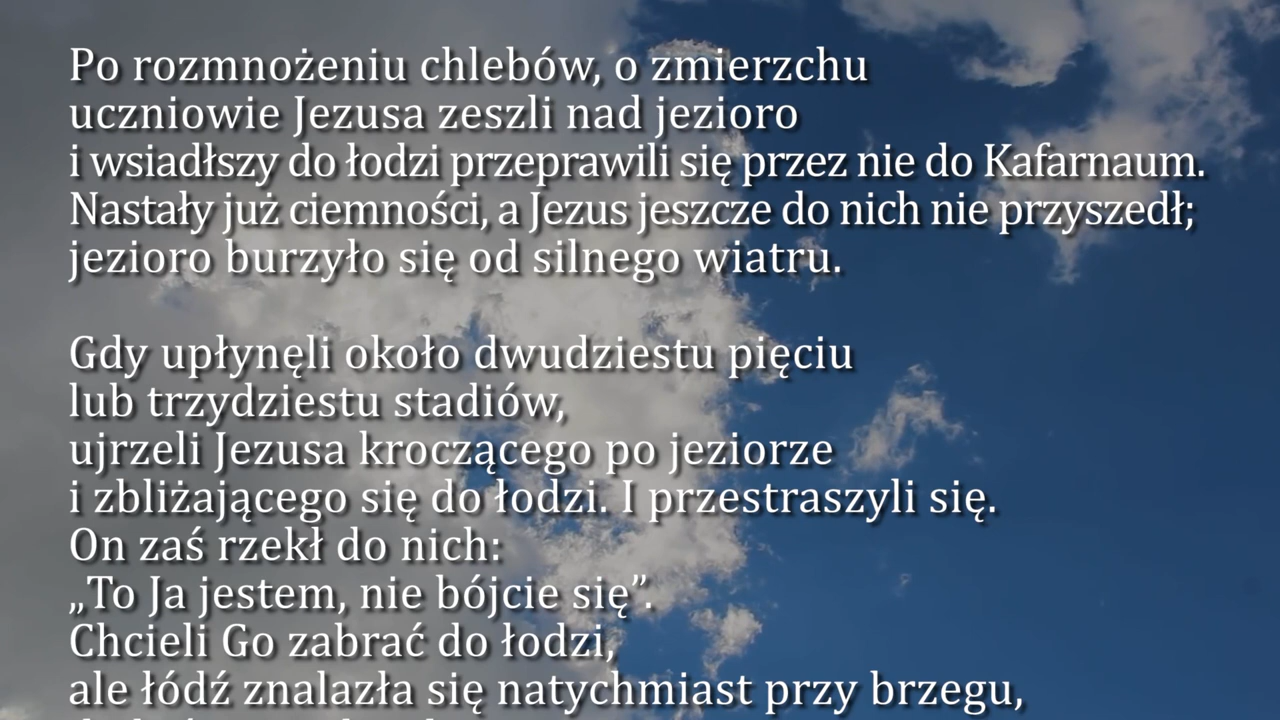 Po rozmnożeniu chlebów, o zmierzchu
uczniowie Jezusa zeszli nad jezioro
i wsiadłszy do łodzi przeprawili się przez nie do Kafarnaum.
Nastały już ciemności, a Jezus jeszcze do nich nie przyszedł;
jezioro burzyło się od silnego wiatru.
Gdy upłynęli około dwudziestu pięciu
lub trzydziestu stadiów,
ujrzeli Jezusa kroczącego po jeziorze
i zbliżającego się do łodzi. I przestraszyli się.
On zaś rzekł do nich:
„To Ja jestem, nie bójcie się”.
Chcieli Go zabrać do łodzi,
ale łódź znalazła się natychmiast przy brzegu,